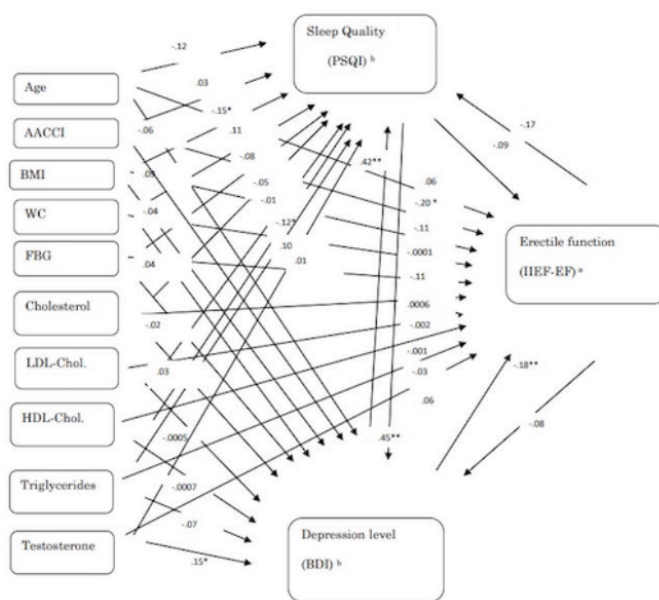 Sleep Quality
(PSQI) ᵇ
-.12
.03
Age
-.15*
-.17
AACCI
-.06
.11
.42**
-.09
BMI
.09
-.08
.06
-.05
-.20 *
WC
-.04
-.01
-.12*
-.11
Erectile function
(IIEF-EF) ᵃ
FBG
.04
.10
-.0001
.01
-.11
Cholesterol
-.02
.0006
-.002
LDL-Chol.
.03
-.001
-.03
-.18**
HDL-Chol.
.06
-.0005
.45**
-.08
Triglycerides
-.0007
-.07
Testosterone
.15*
Depression level
(BDI) ᵇ